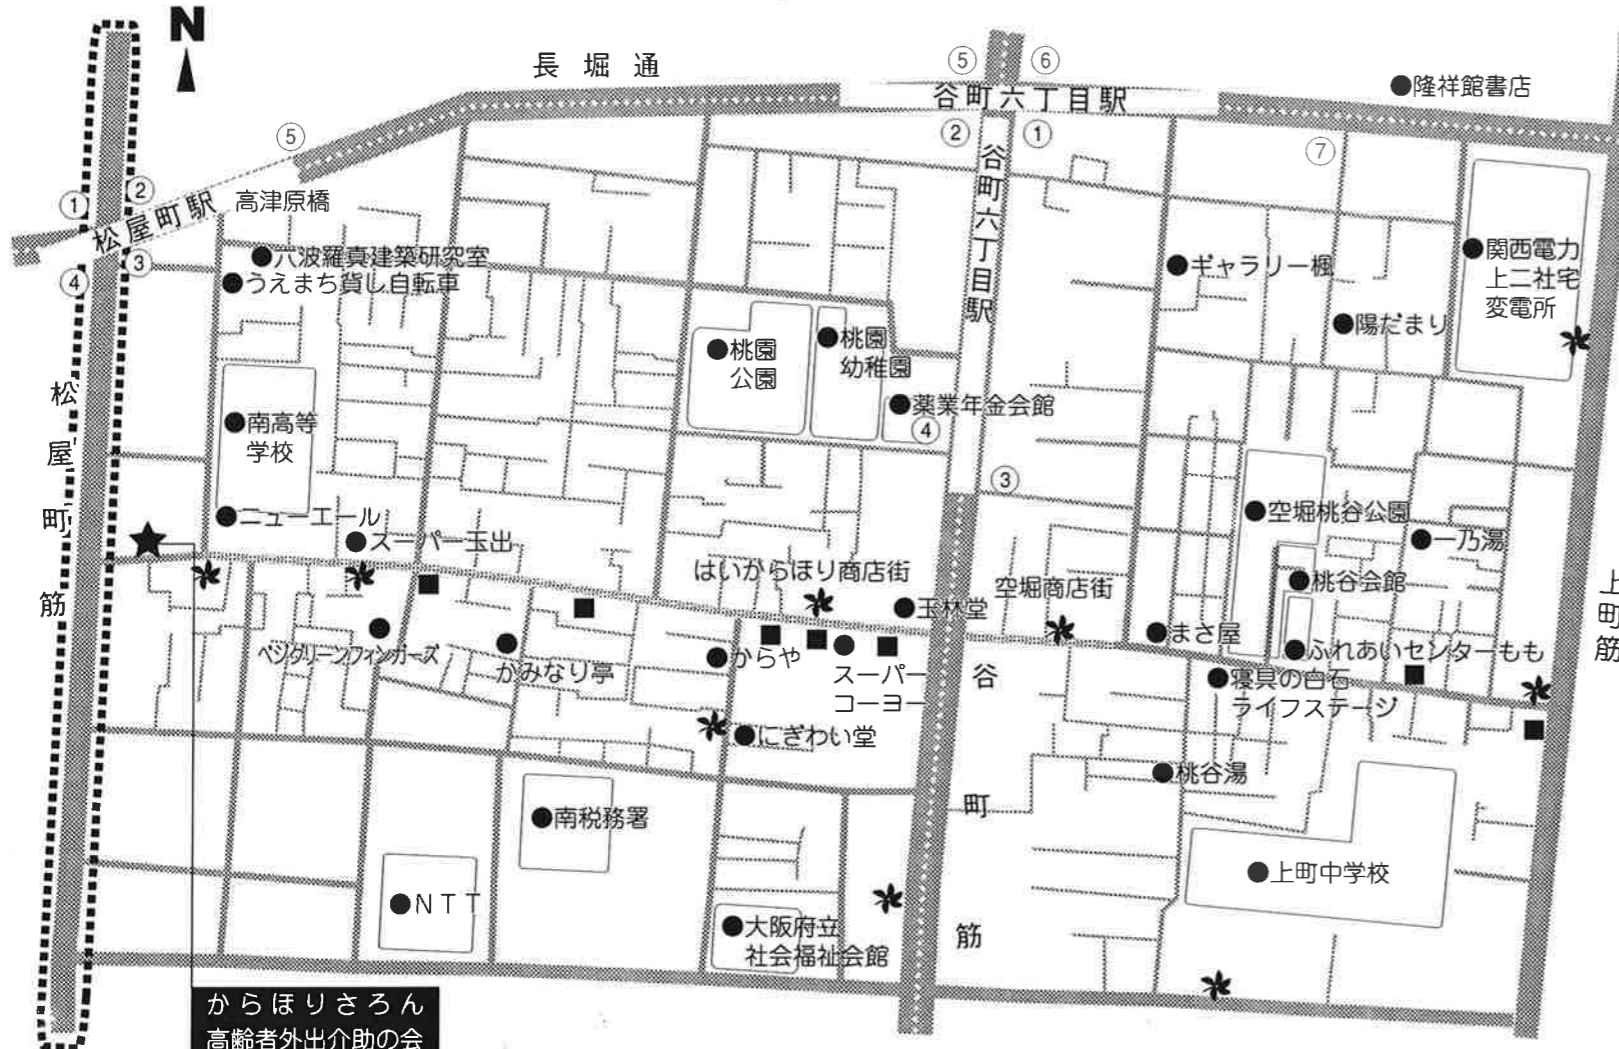 N
長堀通
⑤
⑥
谷町六丁目駅
●隆祥館書店
⑤
②
①
⑦
谷町六丁目駅
①
②
松屋町駅
高津原橋
③
④
●六波羅真建築研究室
●うえまち貸し自転車
●ギャラリー楓
●関西電力
上二社宅
変電所
●陽だまり
●桃園
公園
●桃園
幼稚園
●薬業年金会館
④
松屋町筋
●南高等
学校
③
●ニューエール
●スーパー玉出
●空堀桃谷公園
●一乃湯
はいからほり商店街
空堀商店街
●桃谷会館
上町筋
●玉林堂
●まさ屋
●ふれあいセンターもも
ベジグリーンフィンガーズ
●かみなり亭
●からや
●スーパー
コーヨー
●寝具の白石
ライフステージ
谷町筋
●にぎわい堂
●桃谷湯
●南税務署
●上町中学校
●NTT
●大阪府立
社会福祉会館
からほりさろん
高齢者外出介助の会